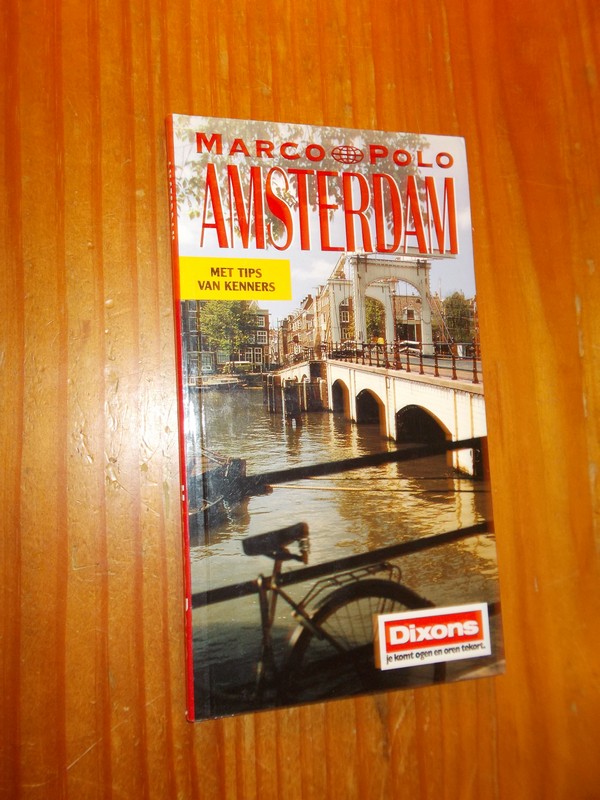 MARCO POLO
AMSTERDAM
MET TIPS
VAN KENNERS
Dixons
je komt ogen en oren tekort.